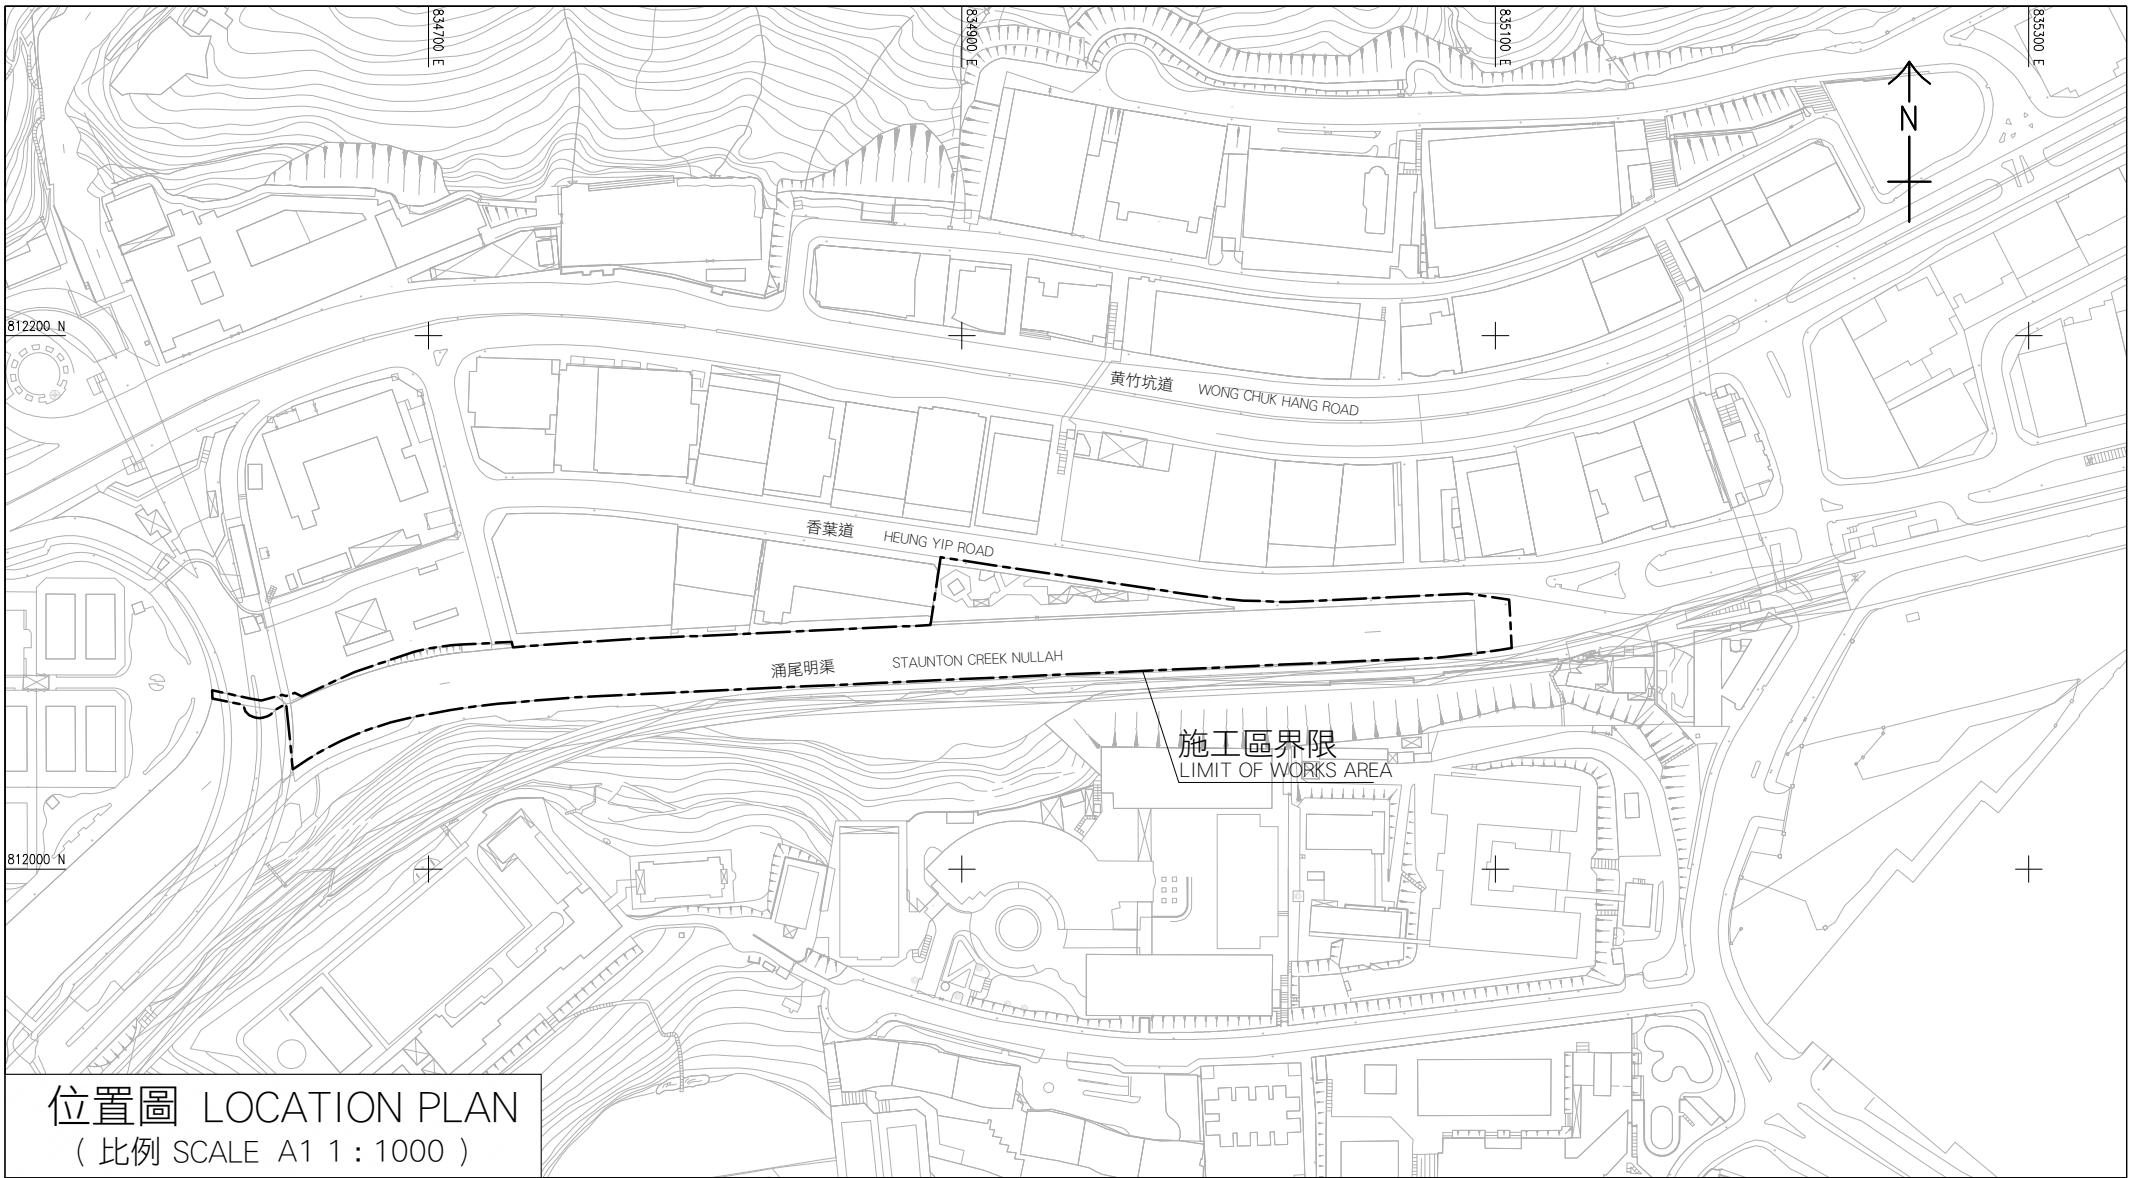 834700 E
834900 E
835100 E
835300 E
N
812200 N
黄竹坑道 WONG CHUK HANG ROAD
香葉道 HEUNG YIP ROAD
涌尾明渠 STAUNTON CREEK NULLAH
施工區界限
LIMIT OF WORKS AREA
812000 N
位置圖 LOCATION PLAN
( 比例 SCALE A1 1 : 1000 )